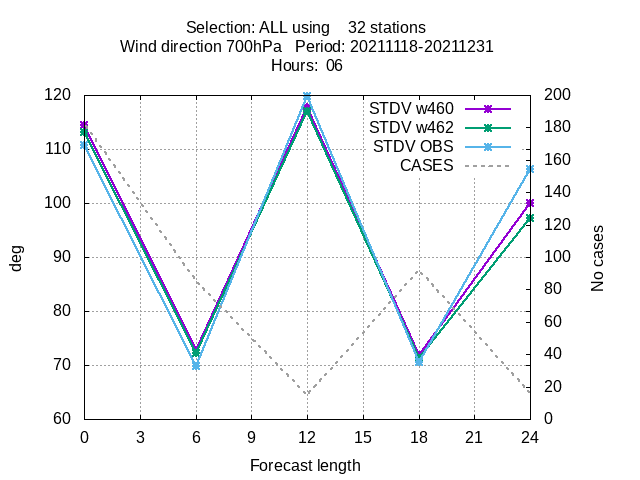 Selection: ALL using 32 stations
Wind direction 700hPa Period: 20211118-20211231
Hours: 06
120 200
STDV w460
180
STDV w462
110 160
STDV OBS
CASES
140
100
120
90 100
80
80
60
70 40
20
60 0
deg
No cases
0 3 6 9 12 15 18 21 24
Forecast length